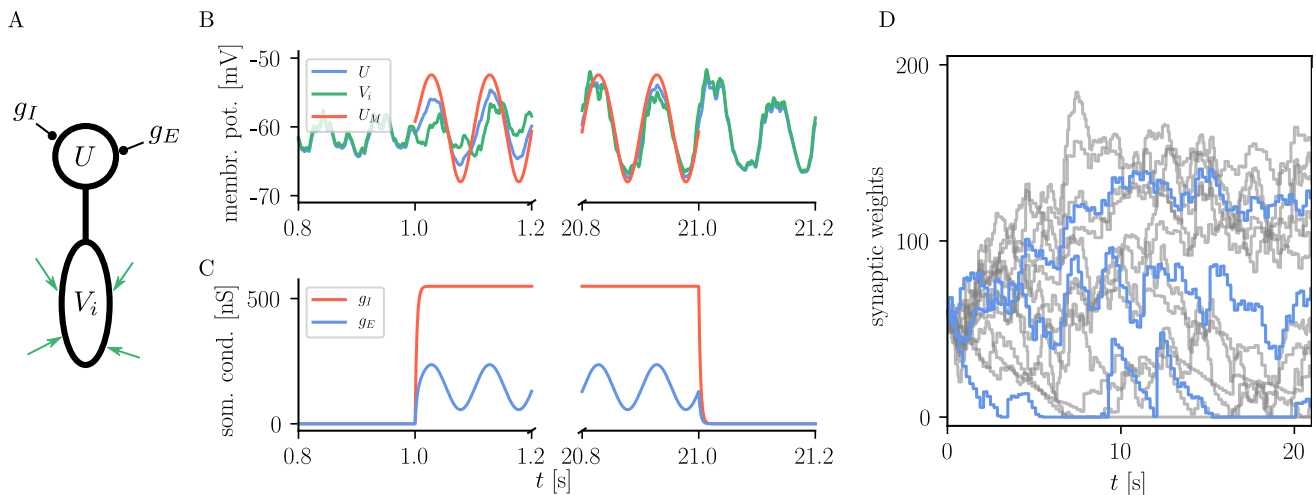 A
g_I
g_E
U
V_i
B
membr. pot. [mV]
-50
-60
-70
U
V_i
U_M
0.8
1.0
1.2
20.8
21.0
21.2
C
som. cond. [nS]
500
0
g_I
g_E
0.8
1.0
1.2
20.8
21.0
21.2
t [s]
D
synaptic weights
200
100
0
0
10
20
t [s]